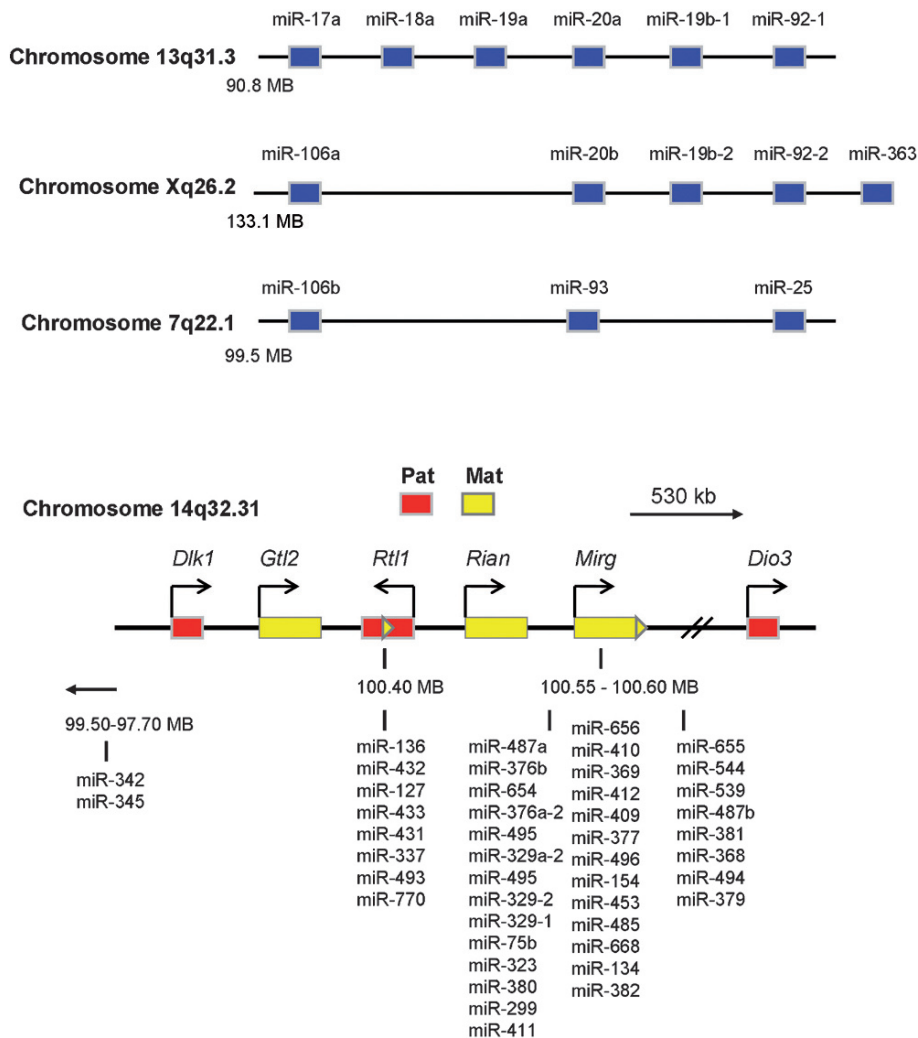 miR-17a miR-18a miR-19a miR-20a miR-19b-1 miR-92-1
Chromosome 13q31.3
90.8 MB
miR-106a miR-20b miR-19b-2 miR-92-2 miR-363
Chromosome Xq26.2
133.1 MB
miR-106b miR-93 miR-25
Chromosome 7q22.1
99.5 MB
Pat Mat
Chromosome 14q32.31
530 kb
Dlk1 Gtl2 Rtl1 Rian Mirg Dio3
99.50-97.70 MB
miR-342
miR-345
100.40 MB
miR-136
miR-432
miR-127
miR-433
miR-431
miR-337
miR-493
miR-770
100.55 - 100.60 MB
miR-487a
miR-376b
miR-654
miR-376a-2
miR-495
miR-329a-2
miR-495
miR-329-2
miR-329-1
miR-75b
miR-323
miR-380
miR-299
miR-411
miR-656
miR-410
miR-369
miR-412
miR-409
miR-377
miR-496
miR-154
miR-453
miR-485
miR-668
miR-134
miR-382
miR-655
miR-544
miR-539
miR-487b
miR-381
miR-368
miR-494
miR-379